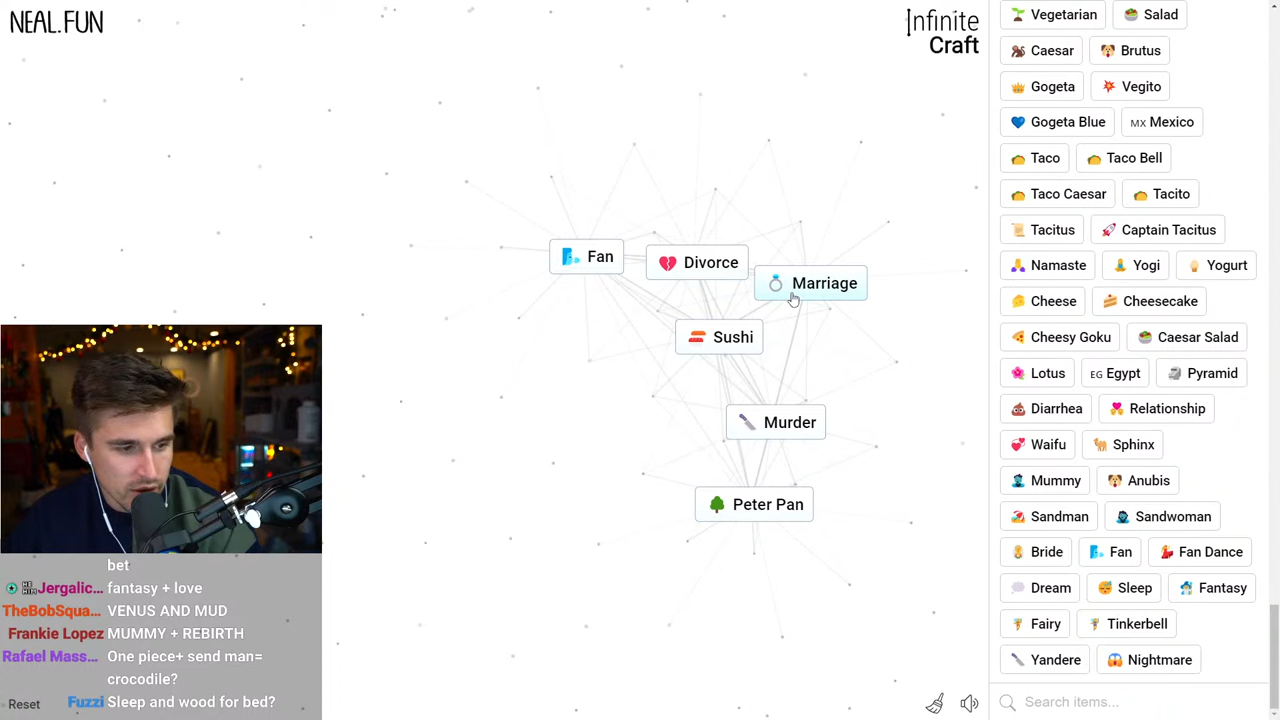 NEAL.FUN
Infinite
Craft
Fan
Divorce
Marriage
Sushi
Murder
Peter Pan
Vegetarian
Salad
Caesar
Brutus
Gogeta
Vegito
Gogeta Blue
MX Mexico
Taco
Taco Bell
Taco Caesar
Tacito
Tacitus
Captain Tacitus
Namaste
Yogi
Yogurt
Cheese
Cheesecake
Cheesy Goku
Caesar Salad
Lotus
EG Egypt
Pyramid
Diarrhea
Relationship
Waifu
Sphinx
Mummy
Anubis
Sandman
Sandwoman
Bride
Fan
Fan Dance
Dream
Sleep
Fantasy
Fairy
Tinkerbell
Yandere
Nightmare
Search items...
bet
HE HIM Jergalic... fantasy + love
TheBobSqua... VENUS AND MUD
Frankie Lopez MUMMY + REBIRTH
Rafael Mass... One piece+ send man=
crocodile?
Fuzzi Sleep and wood for bed?
Reset